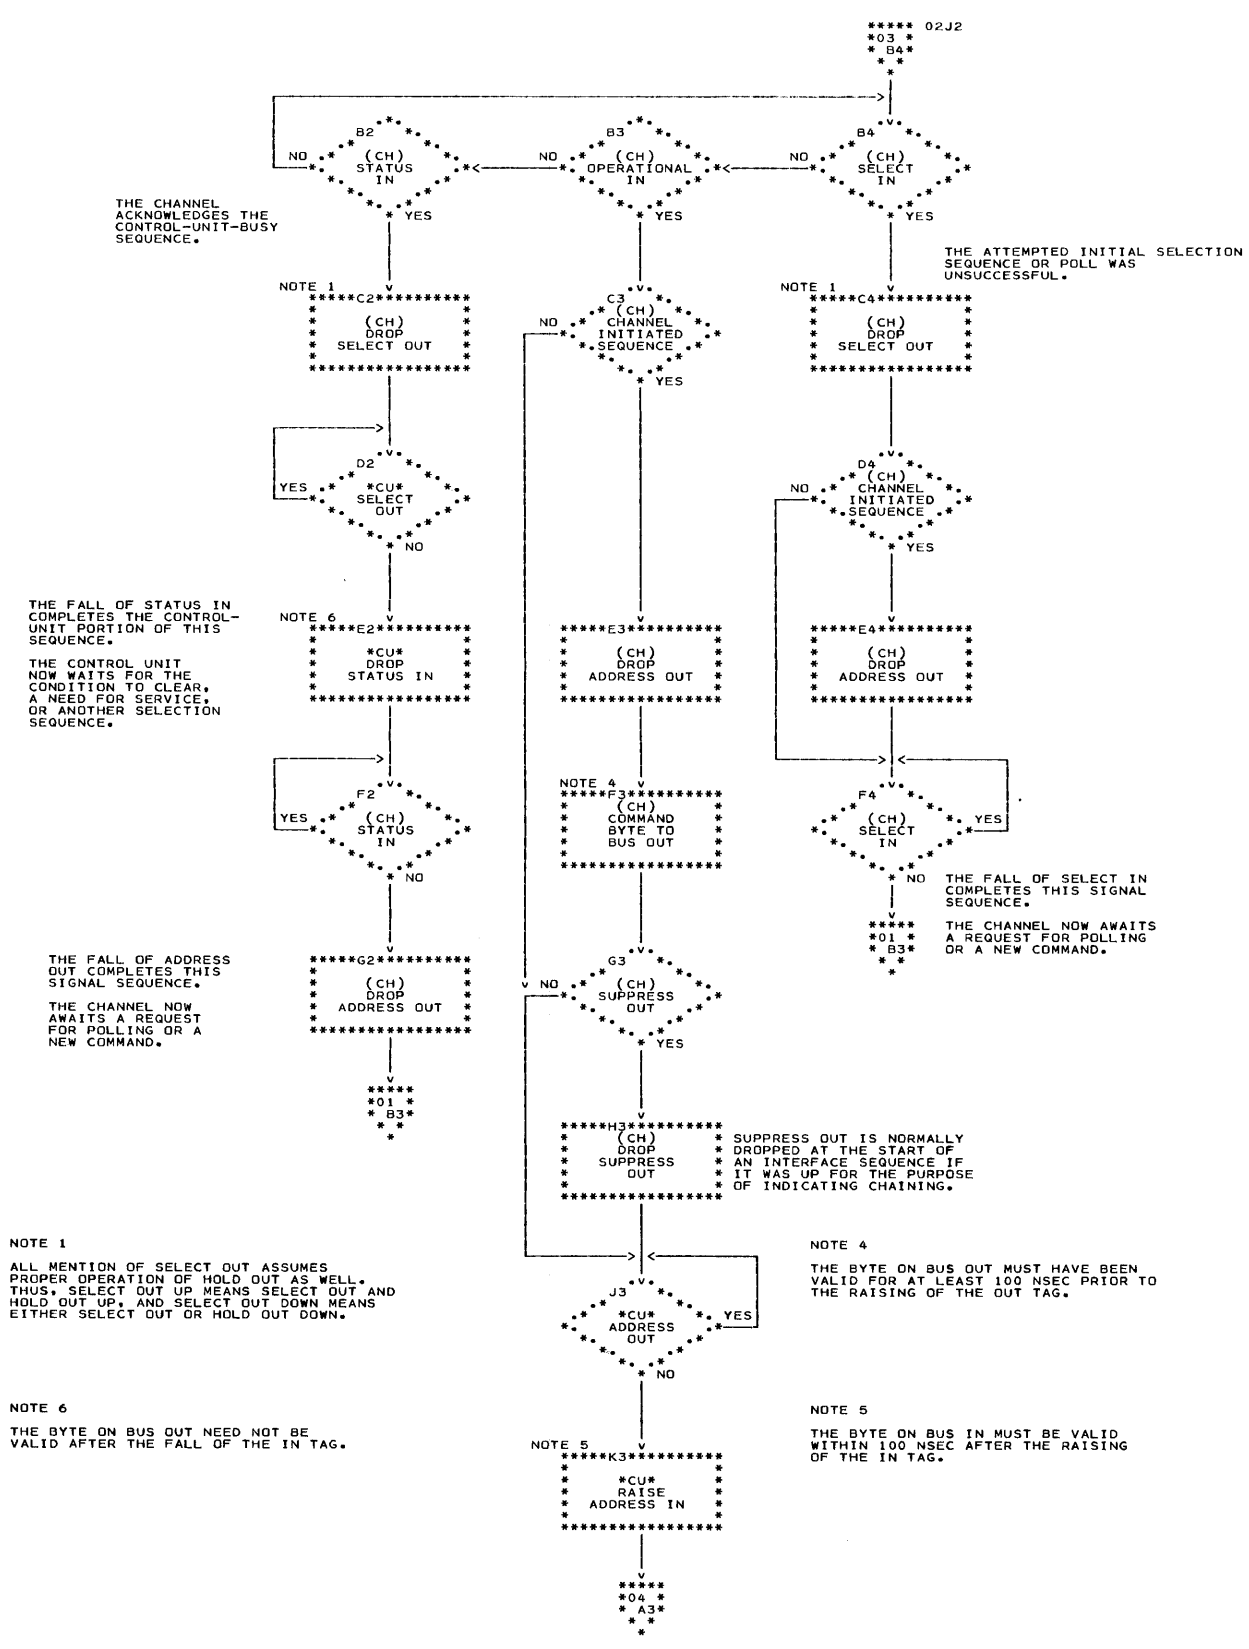 ***** 02J2
*03 *
* B4*
* *
*
B2
(CH)
STATUS
IN
NO
YES
B3
(CH)
OPERATIONAL
IN
NO
YES
B4
(CH)
SELECT
IN
NO
YES
THE CHANNEL
ACKNOWLEDGES THE
CONTROL-UNIT-BUSY
SEQUENCE.
THE ATTEMPTED INITIAL SELECTION
SEQUENCE OR POLL WAS
UNSUCCESSFUL.
NOTE 1
*****C2**********
(CH)
DROP
SELECT OUT
C3
(CH)
CHANNEL
INITIATED
SEQUENCE
NO
YES
NOTE 1
*****C4**********
(CH)
DROP
SELECT OUT
D2
*CU*
SELECT
OUT
YES
NO
D4
(CH)
CHANNEL
INITIATED
SEQUENCE
NO
YES
THE FALL OF STATUS IN
COMPLETES THE CONTROL-
UNIT PORTION OF THIS
SEQUENCE.
THE CONTROL UNIT
NOW WAITS FOR THE
CONDITION TO CLEAR,
A NEED FOR SERVICE,
OR ANOTHER SELECTION
SEQUENCE.
NOTE 6
*****E2**********
*CU*
DROP
STATUS IN
*****E3**********
(CH)
DROP
ADDRESS OUT
*****E4**********
(CH)
DROP
ADDRESS OUT
F2
(CH)
STATUS
IN
YES
NO
NOTE 4
*****F3**********
(CH)
COMMAND
BYTE TO
BUS OUT
F4
(CH)
SELECT
IN
YES
NO
THE FALL OF SELECT IN
COMPLETES THIS SIGNAL
SEQUENCE.
THE CHANNEL NOW AWAITS
A REQUEST FOR POLLING
OR A NEW COMMAND.
*****
*01 *
* B3*
* *
*
THE FALL OF ADDRESS
OUT COMPLETES THIS
SIGNAL SEQUENCE.
THE CHANNEL NOW
AWAITS A REQUEST
FOR POLLING OR A
NEW COMMAND.
*****G2**********
(CH)
DROP
ADDRESS OUT
G3
(CH)
SUPPRESS
OUT
NO
YES
*****
*01 *
* B3*
* *
*
*****H3**********
(CH)
DROP
SUPPRESS
OUT
SUPPRESS OUT IS NORMALLY
DROPPED AT THE START OF
AN INTERFACE SEQUENCE IF
IT WAS UP FOR THE PURPOSE
OF INDICATING CHAINING.
NOTE 1
ALL MENTION OF SELECT OUT ASSUMES
PROPER OPERATION OF HOLD OUT AS WELL.
THUS, SELECT OUT UP MEANS SELECT OUT AND
HOLD OUT UP, AND SELECT OUT DOWN MEANS
EITHER SELECT OUT OR HOLD OUT DOWN.
NOTE 4
THE BYTE ON BUS OUT MUST HAVE BEEN
VALID FOR AT LEAST 100 NSEC PRIOR TO
THE RAISING OF THE OUT TAG.
J3
*CU*
ADDRESS
OUT
YES
NO
NOTE 6
THE BYTE ON BUS OUT NEED NOT BE
VALID AFTER THE FALL OF THE IN TAG.
NOTE 5
THE BYTE ON BUS IN MUST BE VALID
WITHIN 100 NSEC AFTER THE RAISING
OF THE IN TAG.
NOTE 5
*****K3**********
*CU*
RAISE
ADDRESS IN
*****
*04 *
* A3*
* *
*